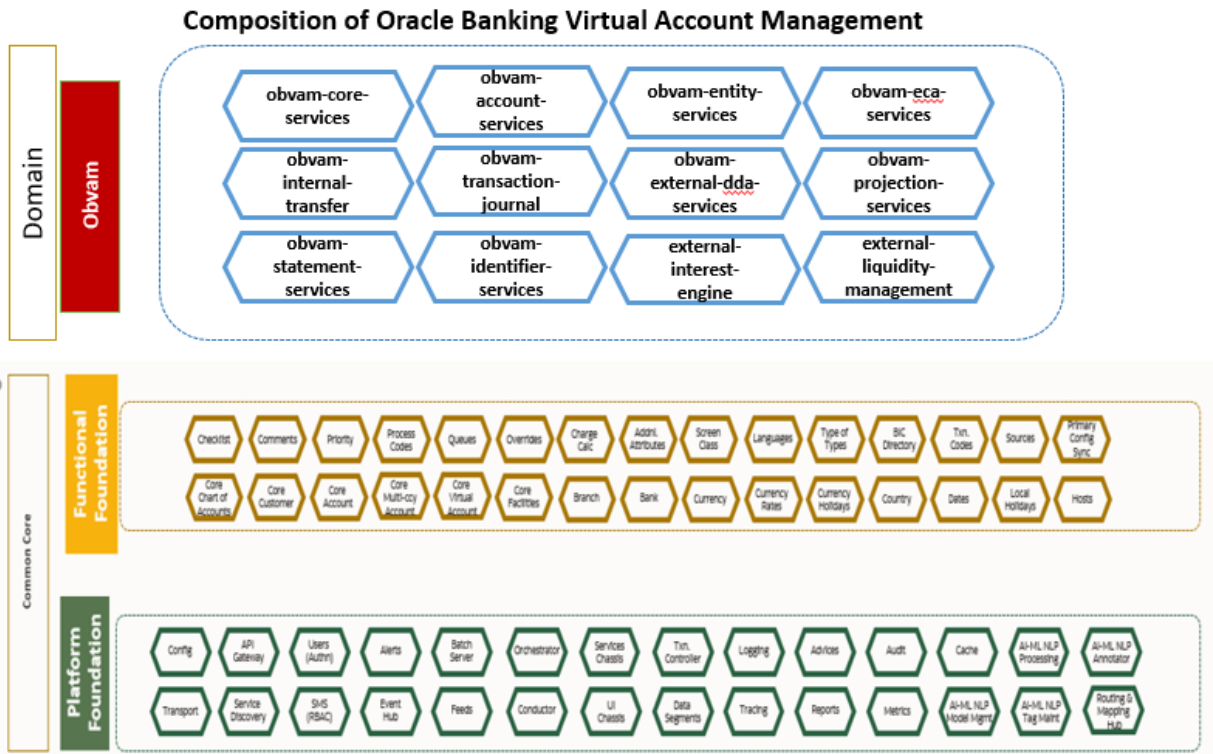 Composition of Oracle Banking Virtual Account Management
Domain
Obvam
obvam-core-
services
obvam-
account-
services
obvam-entity-
services
obvam-eca-
services
obvam-
internal-
transfer
obvam-
transaction-
journal
obvam-
external-dda-
services
obvam-
projection-
services
obvam-
statement-
services
obvam-
identifier-
services
external-
interest-
engine
external-
liquidity-
management
Common Core
Functional
Foundation
Checklist
Comments
Priority
Process
Codes
Queues
Overrides
Charge
Calc
Addnl.
Attributes
Screen
Class
Languages
Type of
Types
BIC
Directory
Txn.
Codes
Sources
Primary
Config
Sync
Core
Chart of
Accounts
Core
Customer
Core
Account
Core
Multi-ccy
Account
Core
Virtual
Account
Core
Facilities
Branch
Bank
Currency
Currency
Rates
Currency
Holidays
Country
Dates
Local
Holidays
Hosts
Platform
Foundation
Config
API
Gateway
Users
(Authn)
Alerts
Batch
Server
Orchestrator
Services
Chassis
Txn.
Controller
Logging
Advices
Audit
Cache
AI-ML NLP
Processing
AI-ML NLP
Annotator
Transport
Service
Discovery
SMS
(RBAC)
Event
Hub
Feeds
Conductor
UI
Chassis
Data
Segments
Tracing
Reports
Metrics
AI-ML NLP
Model Mgmt
AI-ML NLP
Tag Maint
Routing &
Mapping
Hub